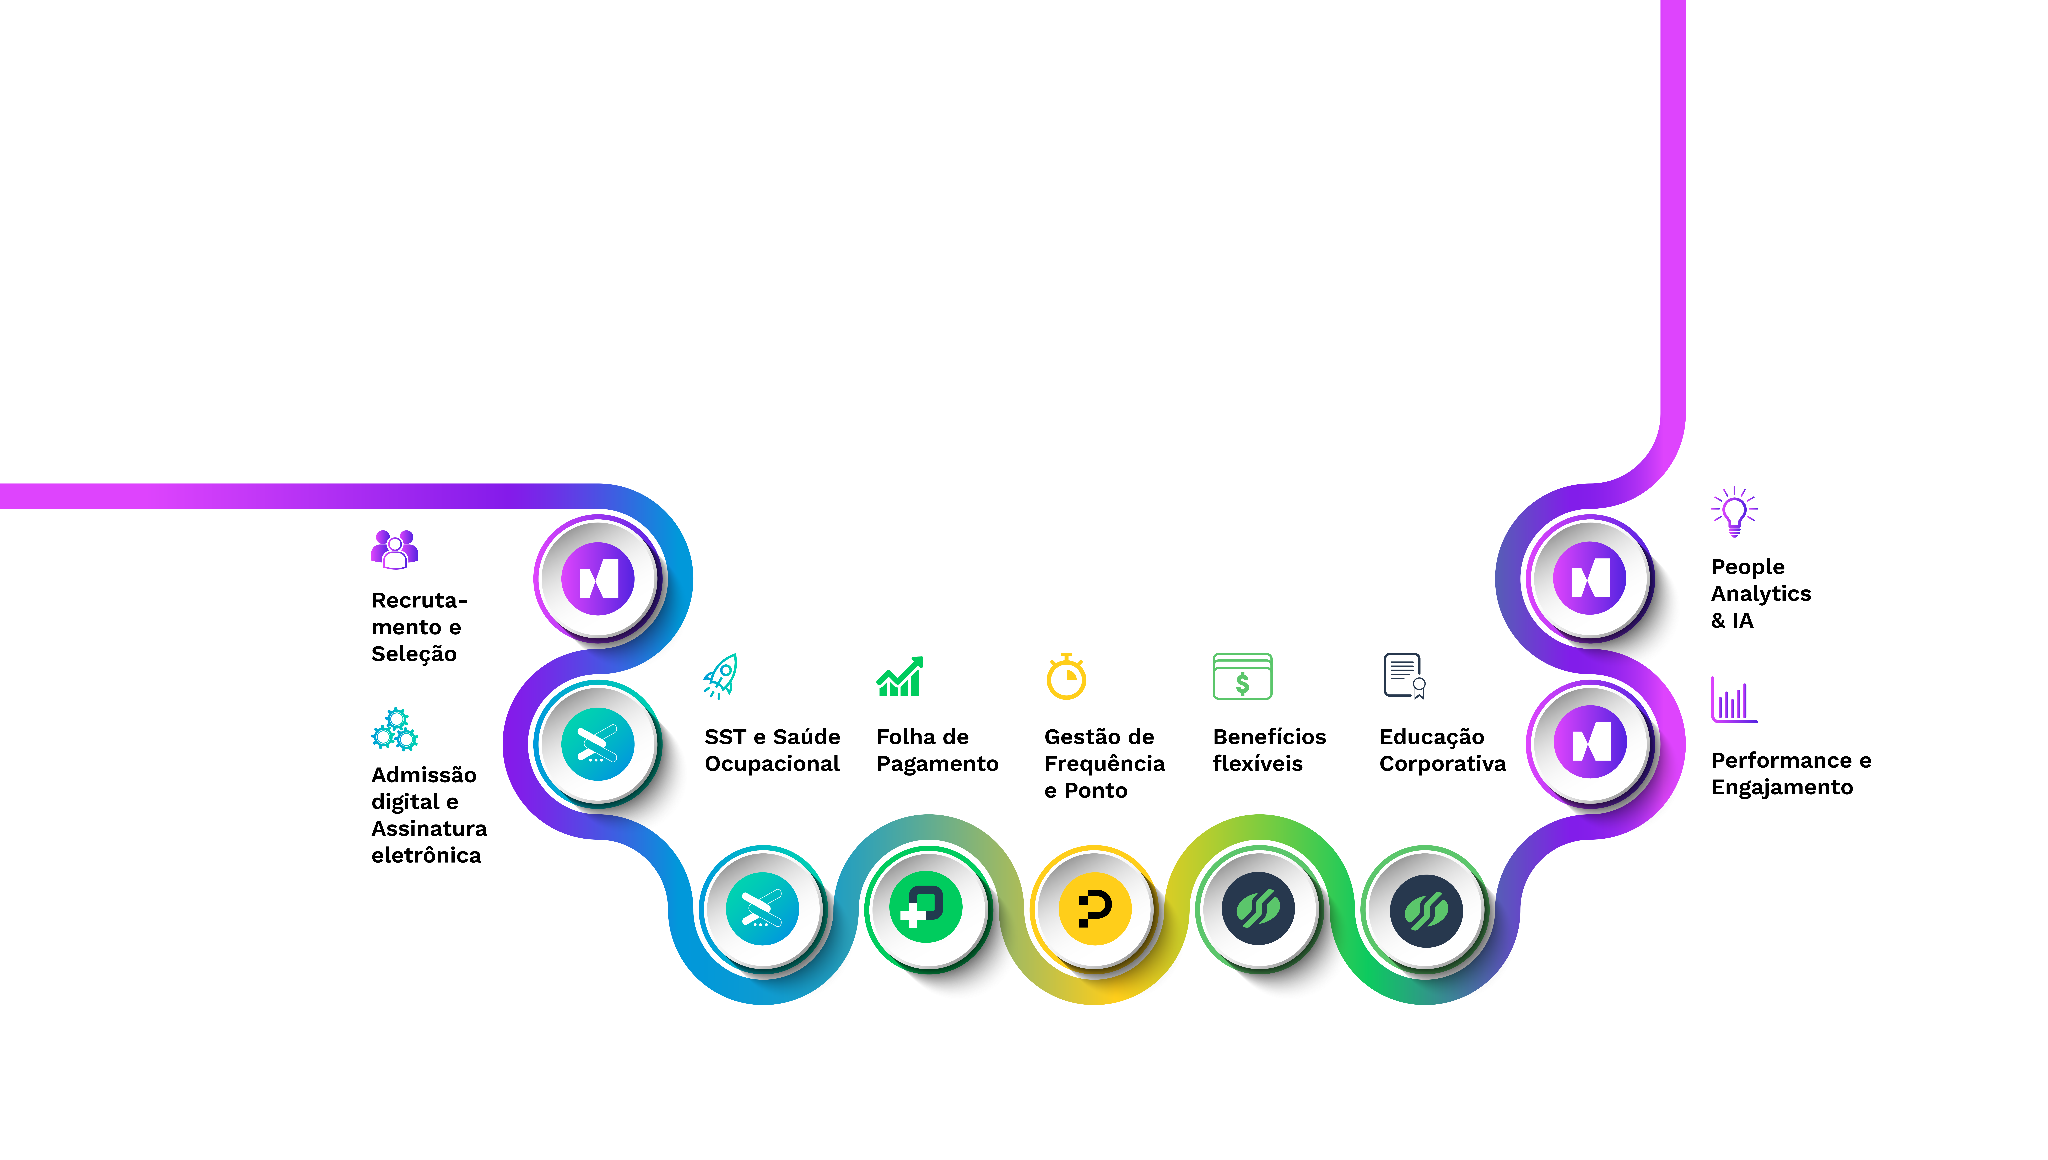 Recruta-
mento e
Seleção
Admissão
digital e
Assinatura
eletrônica
SST e Saúde
Ocupacional
Folha de
Pagamento
Gestão de
Frequência
e Ponto
Benefícios
flexíveis
$
Educação
Corporativa
Performance e
Engajamento
People
Analytics
& IA